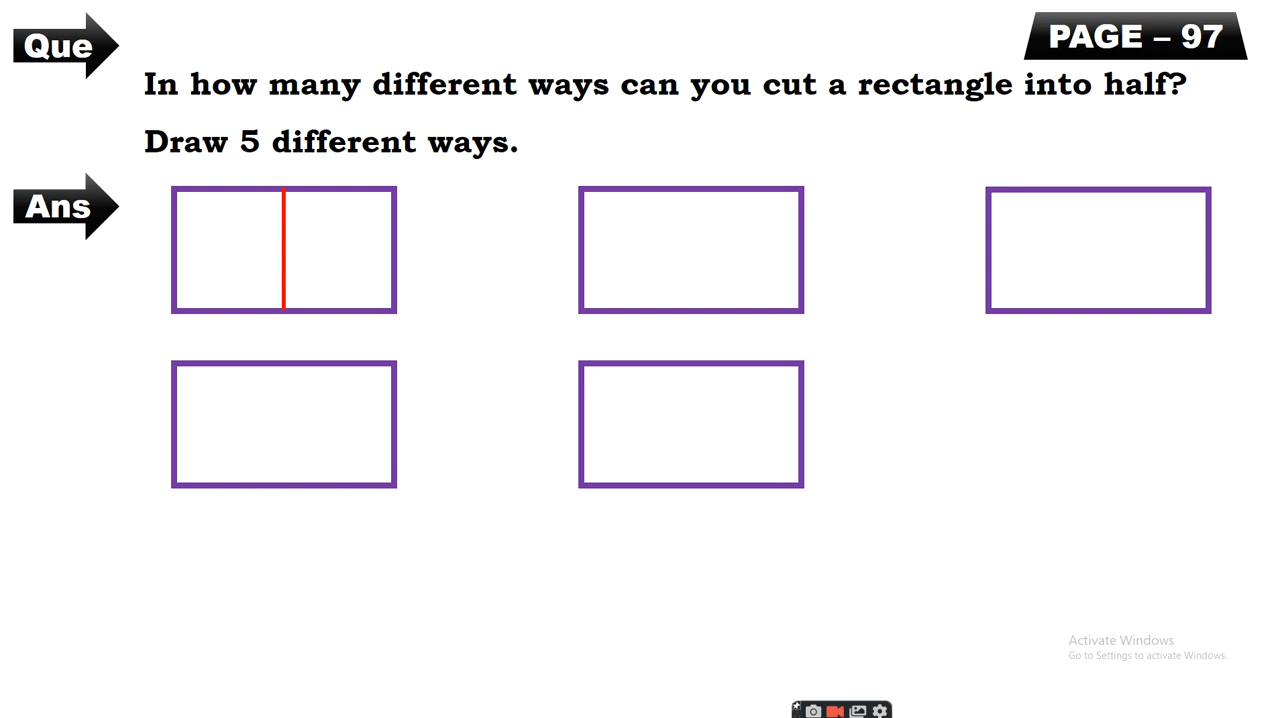 Que
PAGE – 97
In how many different ways can you cut a rectangle into half?
Draw 5 different ways.
Ans
Activate Windows
Go to Settings to activate Windows.